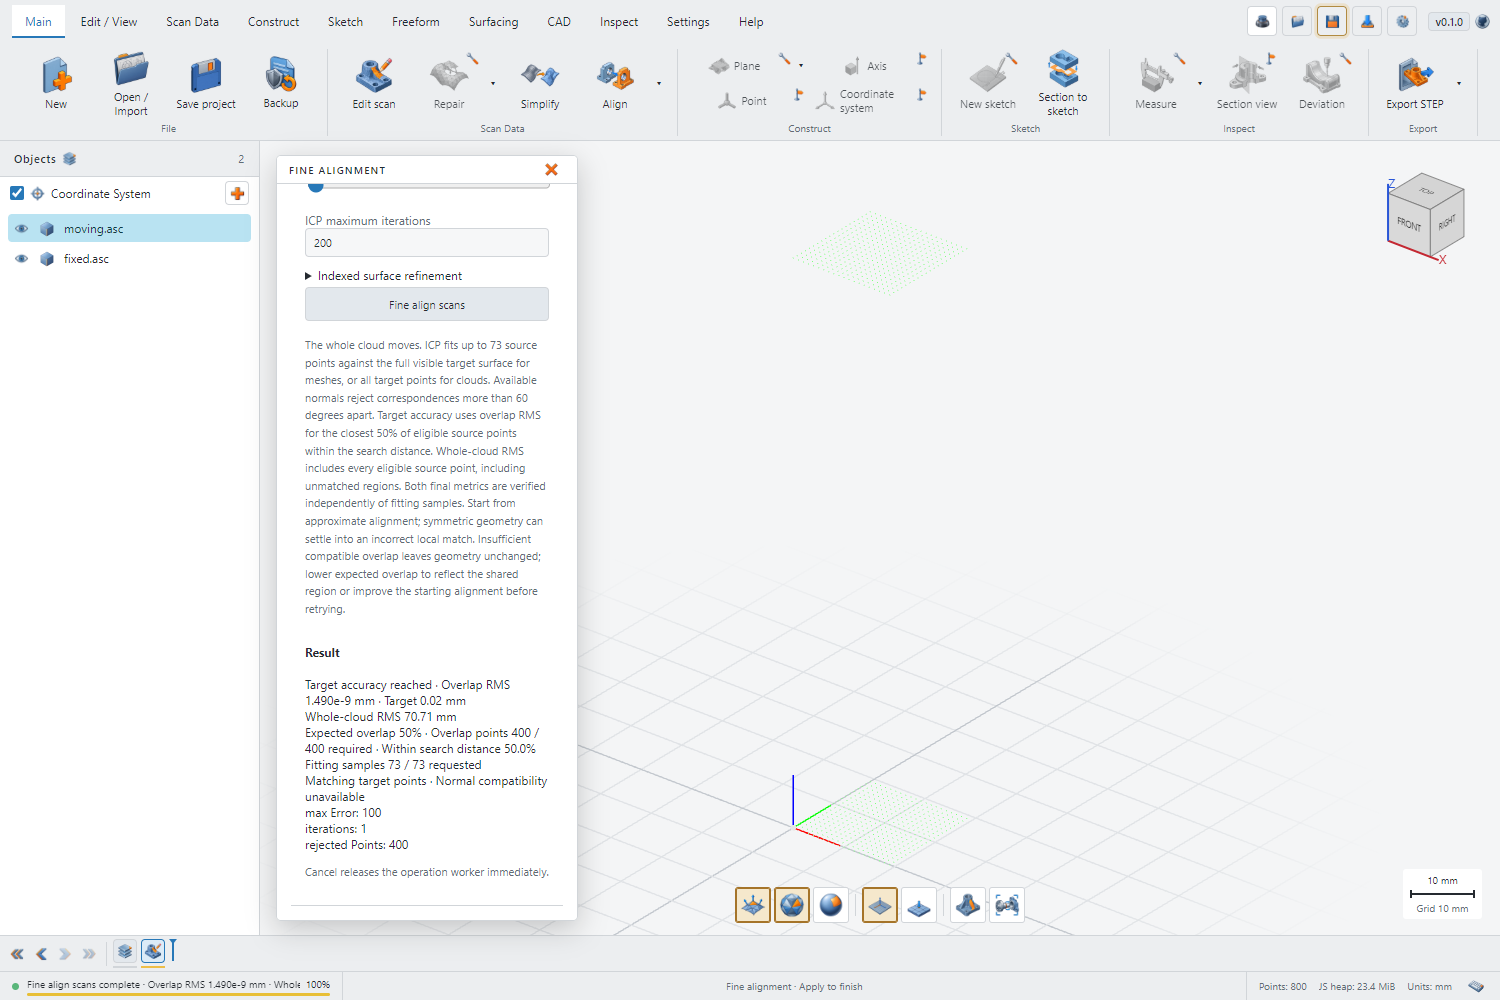 Main
Edit / View
Scan Data
Construct
Sketch
Freeform
Surfacing
CAD
Inspect
Settings
Help
v0.1.0
New
Open / Import
Save project
Backup
File
Edit scan
Repair
Simplify
Align
Scan Data
Plane
Axis
Point
Coordinate system
Construct
New sketch
Section to sketch
Sketch
Measure
Section view
Deviation
Inspect
Export STEP
Export
Objects
2
Coordinate System
moving.asc
fixed.asc
FINE ALIGNMENT
ICP maximum iterations
200
Indexed surface refinement
Fine align scans
The whole cloud moves. ICP fits up to 73 source
points against the full visible target surface for
meshes, or all target points for clouds. Available
normals reject correspondences more than 60
degrees apart. Target accuracy uses overlap RMS
for the closest 50% of eligible source points
within the search distance. Whole-cloud RMS
includes every eligible source point, including
unmatched regions. Both final metrics are verified
independently of fitting samples. Start from
approximate alignment; symmetric geometry can
settle into an incorrect local match. Insufficient
compatible overlap leaves geometry unchanged;
lower expected overlap to reflect the shared
region or improve the starting alignment before
retrying.
Result
Target accuracy reached · Overlap RMS
1.490e-9 mm · Target 0.02 mm
Whole-cloud RMS 70.71 mm
Expected overlap 50% · Overlap points 400 /
400 required · Within search distance 50.0%
Fitting samples 73 / 73 requested
Matching target points · Normal compatibility
unavailable
max Error: 100
iterations: 1
rejected Points: 400
Cancel releases the operation worker immediately.
Z
TOP
FRONT
RIGHT
X
10 mm
Grid 10 mm
Fine align scans complete · Overlap RMS 1.490e-9 mm · Whole 100%
Fine alignment · Apply to finish
Points: 800
JS heap: 23.4 MiB
Units: mm